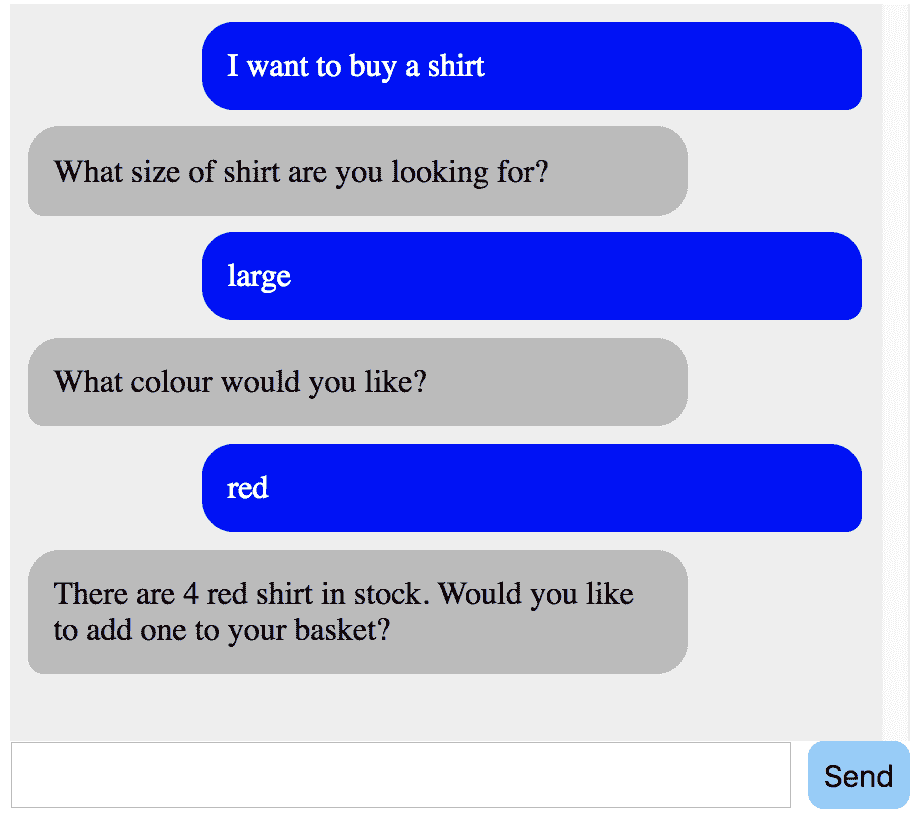 I want to buy a shirt
What size of shirt are you looking for?
large
What colour would you like?
red
There are 4 red shirt in stock. Would you like
to add one to your basket?
Send